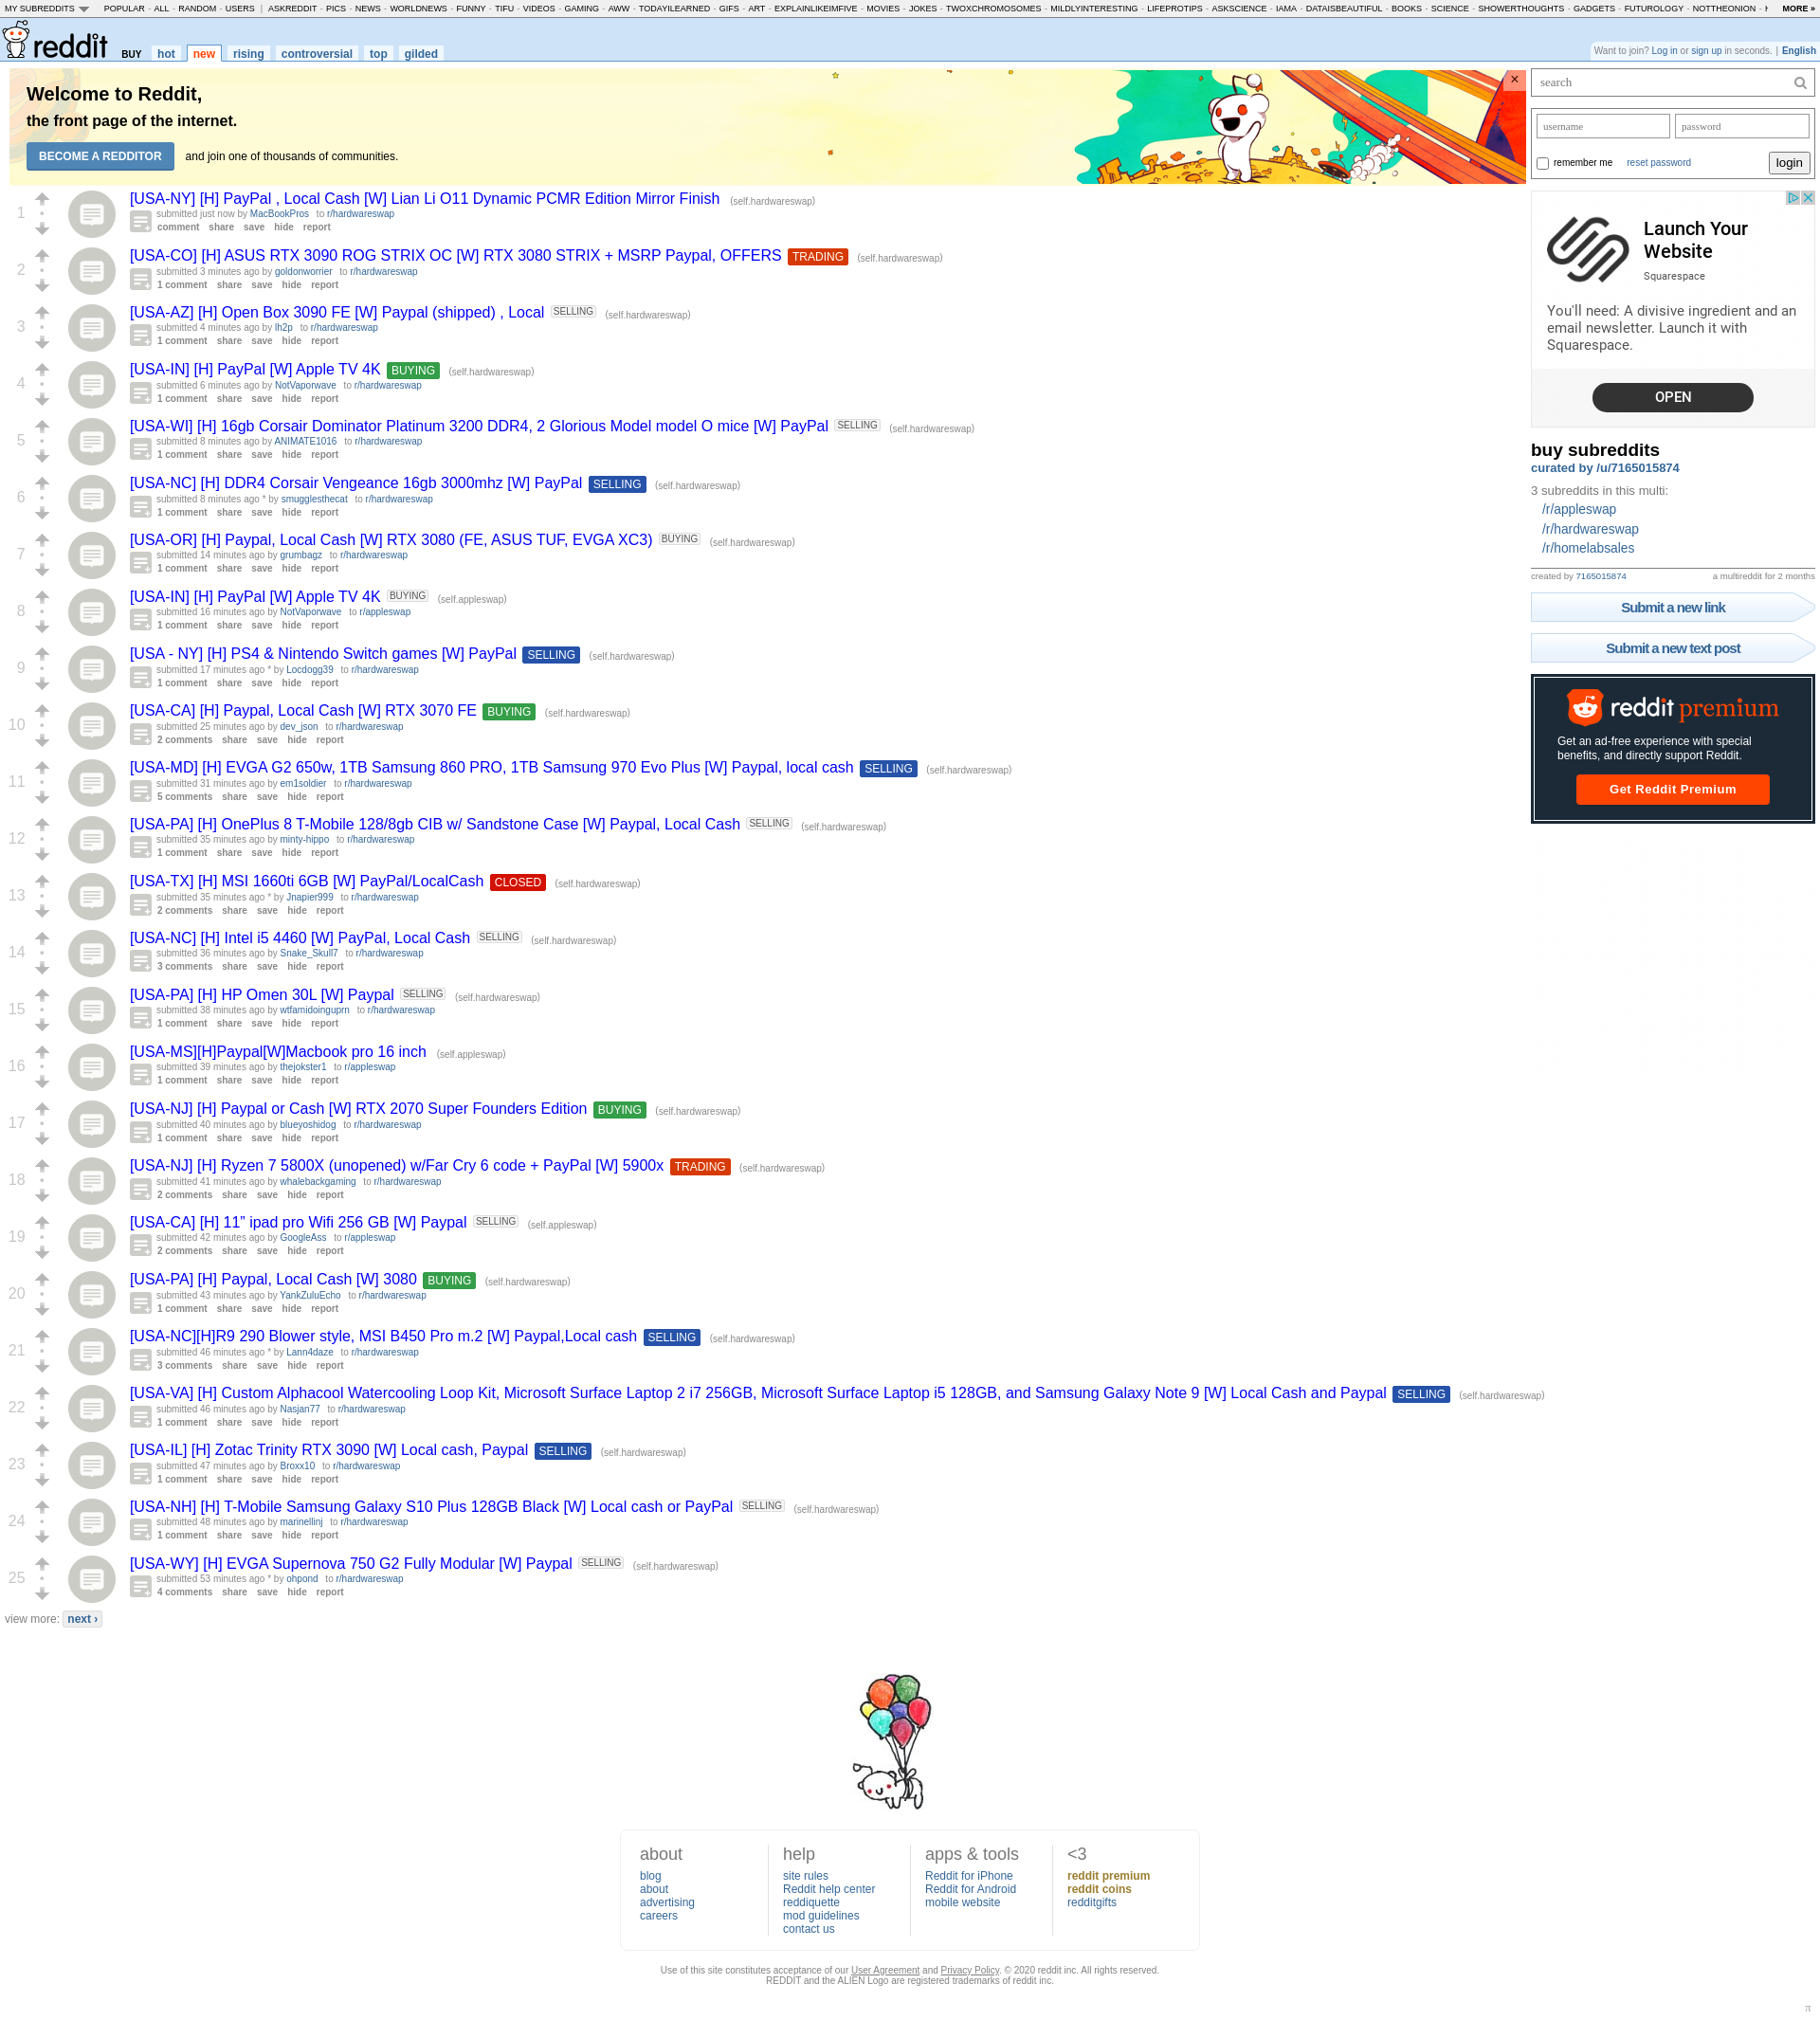 MY SUBREDDITS POPULAR - ALL - RANDOM - USERS | ASKREDDIT - PICS - NEWS - WORLDNEWS - FUNNY - TIFU - VIDEOS - GAMING - AWW - TODAYILEARNED - GIFS - ART - EXPLAINLIKEIMFIVE - MOVIES - JOKES - TWOXCHROMOSOMES - MILDLYINTERESTING - LIFEPROTIPS - ASKSCIENCE - IAMA - DATAISBEAUTIFUL - BOOKS - SCIENCE - SHOWERTHOUGHTS - GADGETS - FUTUROLOGY - NOTTHEONION - MORE »
reddit BUY hot new rising controversial top gilded
Want to join? Log in or sign up in seconds. | English
Welcome to Reddit,
the front page of the internet.
BECOME A REDDITOR and join one of thousands of communities.
×
1
[USA-NY] [H] PayPal , Local Cash [W] Lian Li O11 Dynamic PCMR Edition Mirror Finish (self.hardwareswap)
submitted just now by MacBookPros to r/hardwareswap
comment share save hide report
2
[USA-CO] [H] ASUS RTX 3090 ROG STRIX OC [W] RTX 3080 STRIX + MSRP Paypal, OFFERS TRADING (self.hardwareswap)
submitted 3 minutes ago by goldonworrier to r/hardwareswap
1 comment share save hide report
3
[USA-AZ] [H] Open Box 3090 FE [W] Paypal (shipped) , Local SELLING (self.hardwareswap)
submitted 4 minutes ago by lh2p to r/hardwareswap
1 comment share save hide report
4
[USA-IN] [H] PayPal [W] Apple TV 4K BUYING (self.hardwareswap)
submitted 6 minutes ago by NotVaporwave to r/hardwareswap
1 comment share save hide report
5
[USA-WI] [H] 16gb Corsair Dominator Platinum 3200 DDR4, 2 Glorious Model model O mice [W] PayPal SELLING (self.hardwareswap)
submitted 8 minutes ago by ANIMATE1016 to r/hardwareswap
1 comment share save hide report
6
[USA-NC] [H] DDR4 Corsair Vengeance 16gb 3000mhz [W] PayPal SELLING (self.hardwareswap)
submitted 8 minutes ago * by smugglesthecat to r/hardwareswap
1 comment share save hide report
7
[USA-OR] [H] Paypal, Local Cash [W] RTX 3080 (FE, ASUS TUF, EVGA XC3) BUYING (self.hardwareswap)
submitted 14 minutes ago by grumbagz to r/hardwareswap
1 comment share save hide report
8
[USA-IN] [H] PayPal [W] Apple TV 4K BUYING (self.appleswap)
submitted 16 minutes ago by NotVaporwave to r/appleswap
1 comment share save hide report
9
[USA - NY] [H] PS4 & Nintendo Switch games [W] PayPal SELLING (self.hardwareswap)
submitted 17 minutes ago * by Locdogg39 to r/hardwareswap
1 comment share save hide report
10
[USA-CA] [H] Paypal, Local Cash [W] RTX 3070 FE BUYING (self.hardwareswap)
submitted 25 minutes ago by dev_json to r/hardwareswap
2 comments share save hide report
11
[USA-MD] [H] EVGA G2 650w, 1TB Samsung 860 PRO, 1TB Samsung 970 Evo Plus [W] Paypal, local cash SELLING (self.hardwareswap)
submitted 31 minutes ago by em1soldier to r/hardwareswap
5 comments share save hide report
12
[USA-PA] [H] OnePlus 8 T-Mobile 128/8gb CIB w/ Sandstone Case [W] Paypal, Local Cash SELLING (self.hardwareswap)
submitted 35 minutes ago by minty-hippo to r/hardwareswap
1 comment share save hide report
13
[USA-TX] [H] MSI 1660ti 6GB [W] PayPal/LocalCash CLOSED (self.hardwareswap)
submitted 35 minutes ago * by Jnapier999 to r/hardwareswap
2 comments share save hide report
14
[USA-NC] [H] Intel i5 4460 [W] PayPal, Local Cash SELLING (self.hardwareswap)
submitted 36 minutes ago by Snake_Skull7 to r/hardwareswap
3 comments share save hide report
15
[USA-PA] [H] HP Omen 30L [W] Paypal SELLING (self.hardwareswap)
submitted 38 minutes ago by wtfamidoinguprn to r/hardwareswap
1 comment share save hide report
16
[USA-MS][H]Paypal[W]Macbook pro 16 inch (self.appleswap)
submitted 39 minutes ago by thejokster1 to r/appleswap
1 comment share save hide report
17
[USA-NJ] [H] Paypal or Cash [W] RTX 2070 Super Founders Edition BUYING (self.hardwareswap)
submitted 40 minutes ago by blueyoshidog to r/hardwareswap
1 comment share save hide report
18
[USA-NJ] [H] Ryzen 7 5800X (unopened) w/Far Cry 6 code + PayPal [W] 5900x TRADING (self.hardwareswap)
submitted 41 minutes ago by whalebackgaming to r/hardwareswap
2 comments share save hide report
19
[USA-CA] [H] 11” ipad pro Wifi 256 GB [W] Paypal SELLING (self.appleswap)
submitted 42 minutes ago by GoogleAss to r/appleswap
2 comments share save hide report
20
[USA-PA] [H] Paypal, Local Cash [W] 3080 BUYING (self.hardwareswap)
submitted 43 minutes ago by YankZuluEcho to r/hardwareswap
1 comment share save hide report
21
[USA-NC][H]R9 290 Blower style, MSI B450 Pro m.2 [W] Paypal,Local cash SELLING (self.hardwareswap)
submitted 46 minutes ago * by Lann4daze to r/hardwareswap
3 comments share save hide report
22
[USA-VA] [H] Custom Alphacool Watercooling Loop Kit, Microsoft Surface Laptop 2 i7 256GB, Microsoft Surface Laptop i5 128GB, and Samsung Galaxy Note 9 [W] Local Cash and Paypal SELLING (self.hardwareswap)
submitted 46 minutes ago by Nasjan77 to r/hardwareswap
1 comment share save hide report
23
[USA-IL] [H] Zotac Trinity RTX 3090 [W] Local cash, Paypal SELLING (self.hardwareswap)
submitted 47 minutes ago by Broxx10 to r/hardwareswap
1 comment share save hide report
24
[USA-NH] [H] T-Mobile Samsung Galaxy S10 Plus 128GB Black [W] Local cash or PayPal SELLING (self.hardwareswap)
submitted 48 minutes ago by marinellinj to r/hardwareswap
1 comment share save hide report
25
[USA-WY] [H] EVGA Supernova 750 G2 Fully Modular [W] Paypal SELLING (self.hardwareswap)
submitted 53 minutes ago * by ohpond to r/hardwareswap
4 comments share save hide report
view more: next ›
search
username password
remember me reset password login
Launch Your
Website
Squarespace
You'll need: A divisive ingredient and an
email newsletter. Launch it with
Squarespace.
OPEN
buy subreddits
curated by /u/7165015874
3 subreddits in this multi:
/r/appleswap
/r/hardwareswap
/r/homelabsales
created by 7165015874 a multireddit for 2 months
Submit a new link
Submit a new text post
reddit premium
Get an ad-free experience with special
benefits, and directly support Reddit.
Get Reddit Premium
about
blog
about
advertising
careers
help
site rules
Reddit help center
reddiquette
mod guidelines
contact us
apps & tools
Reddit for iPhone
Reddit for Android
mobile website
<3
reddit premium
reddit coins
redditgifts
Use of this site constitutes acceptance of our User Agreement and Privacy Policy. © 2020 reddit inc. All rights reserved.
REDDIT and the ALIEN Logo are registered trademarks of reddit inc.
π